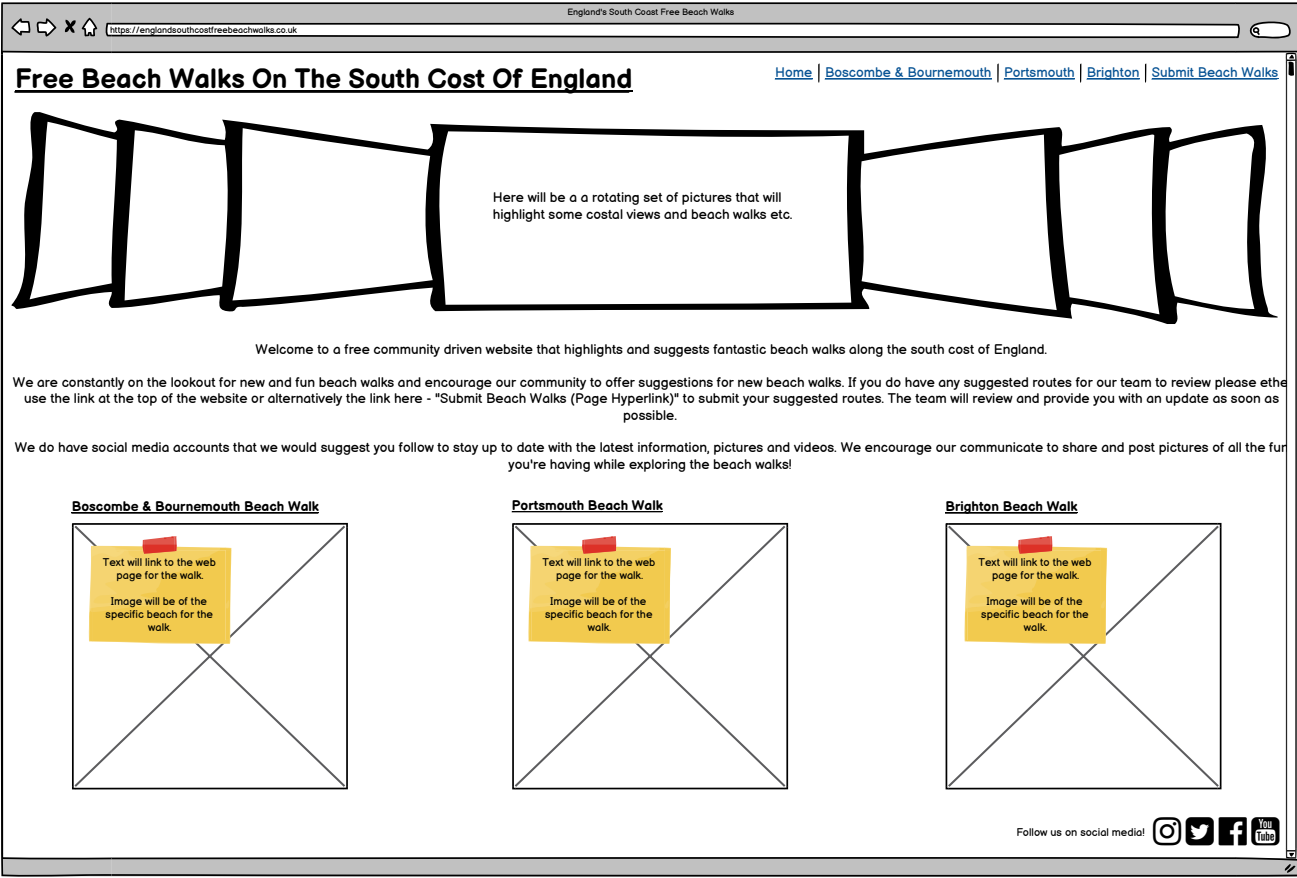 England's South Coast Free Beach Walks
https://englandsouthcostfreebeachwalks.co.uk
Free Beach Walks On The South Cost Of England
Home | Boscombe & Bournemouth | Portsmouth | Brighton | Submit Beach Walks
Here will be a a rotating set of pictures that will
highlight some costal views and beach walks etc.
Welcome to a free community driven website that highlights and suggests fantastic beach walks along the south cost of England.
We are constantly on the lookout for new and fun beach walks and encourage our community to offer suggestions for new beach walks. If you do have any suggested routes for our team to review please ethe
use the link at the top of the website or alternatively the link here - "Submit Beach Walks (Page Hyperlink)" to submit your suggested routes. The team will review and provide you with an update as soon as
possible.
We do have social media accounts that we would suggest you follow to stay up to date with the latest information, pictures and videos. We encourage our communicate to share and post pictures of all the fun
you're having while exploring the beach walks!
Boscombe & Bournemouth Beach Walk
Text will link to the web
page for the walk.
Image will be of the
specific beach for the
walk.
Portsmouth Beach Walk
Text will link to the web
page for the walk.
Image will be of the
specific beach for the
walk.
Brighton Beach Walk
Text will link to the web
page for the walk.
Image will be of the
specific beach for the
walk.
Follow us on social media!
You
Tube